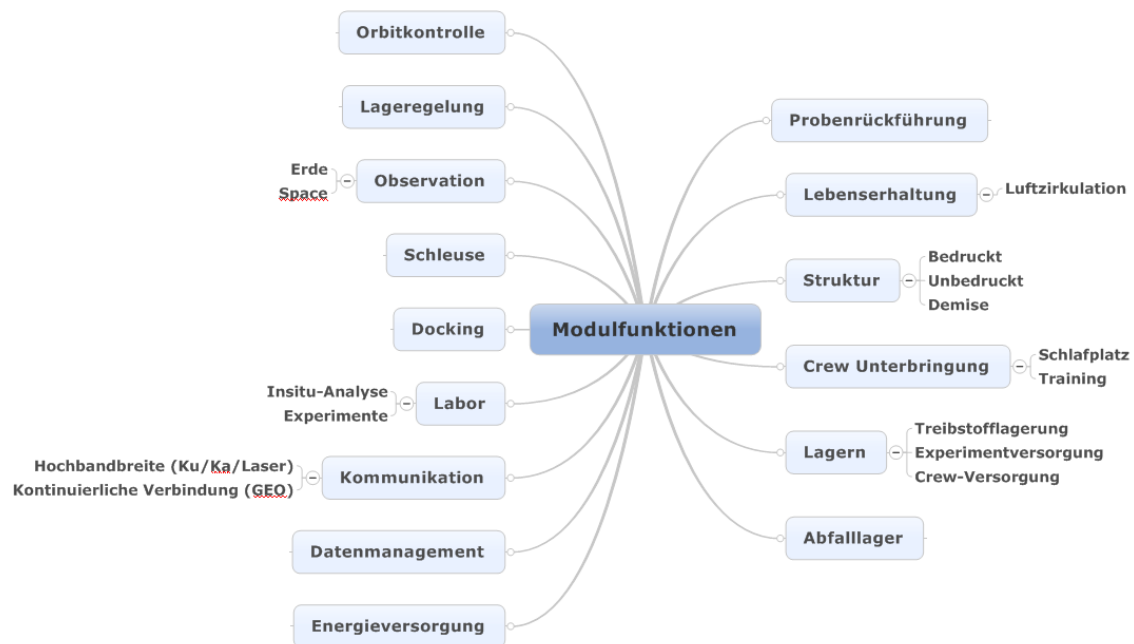 Orbitkontrolle
Lageregelung
Erde
Space
Observation
Schleuse
Docking
Insitu-Analyse
Experimente
Labor
Hochbandbreite (Ku/Ka/Laser)
Kontinuierliche Verbindung (GEO)
Kommunikation
Datenmanagement
Energieversorgung
Modulfunktionen
Probenrückführung
Lebenserhaltung
Luftzirkulation
Struktur
Bedruckt
Unbedruckt
Demise
Crew Unterbringung
Schlafplatz
Training
Lagern
Treibstofflagerung
Experimentversorgung
Crew-Versorgung
Abfalllager